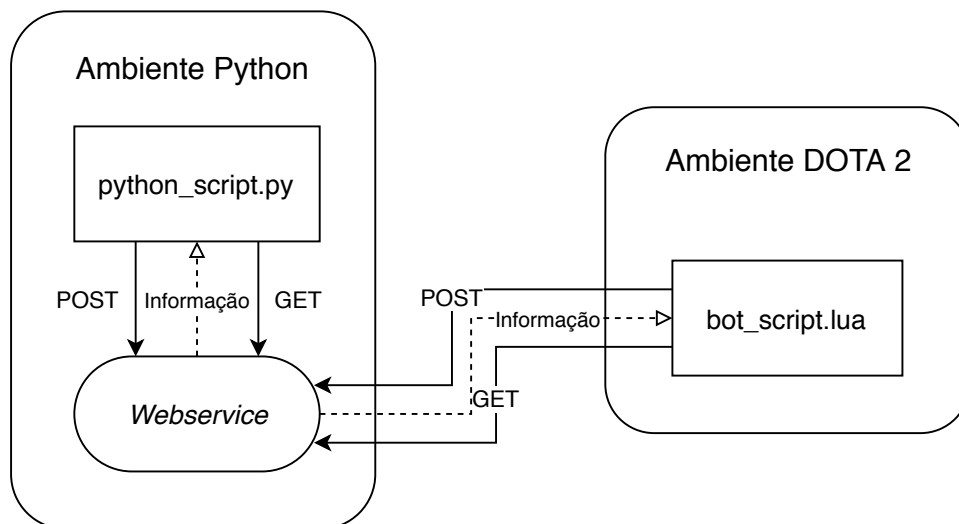 Ambiente Python
python_script.py
POST
Informação
GET
Webservice
Ambiente DOTA 2
bot_script.lua
POST
Informação
GET